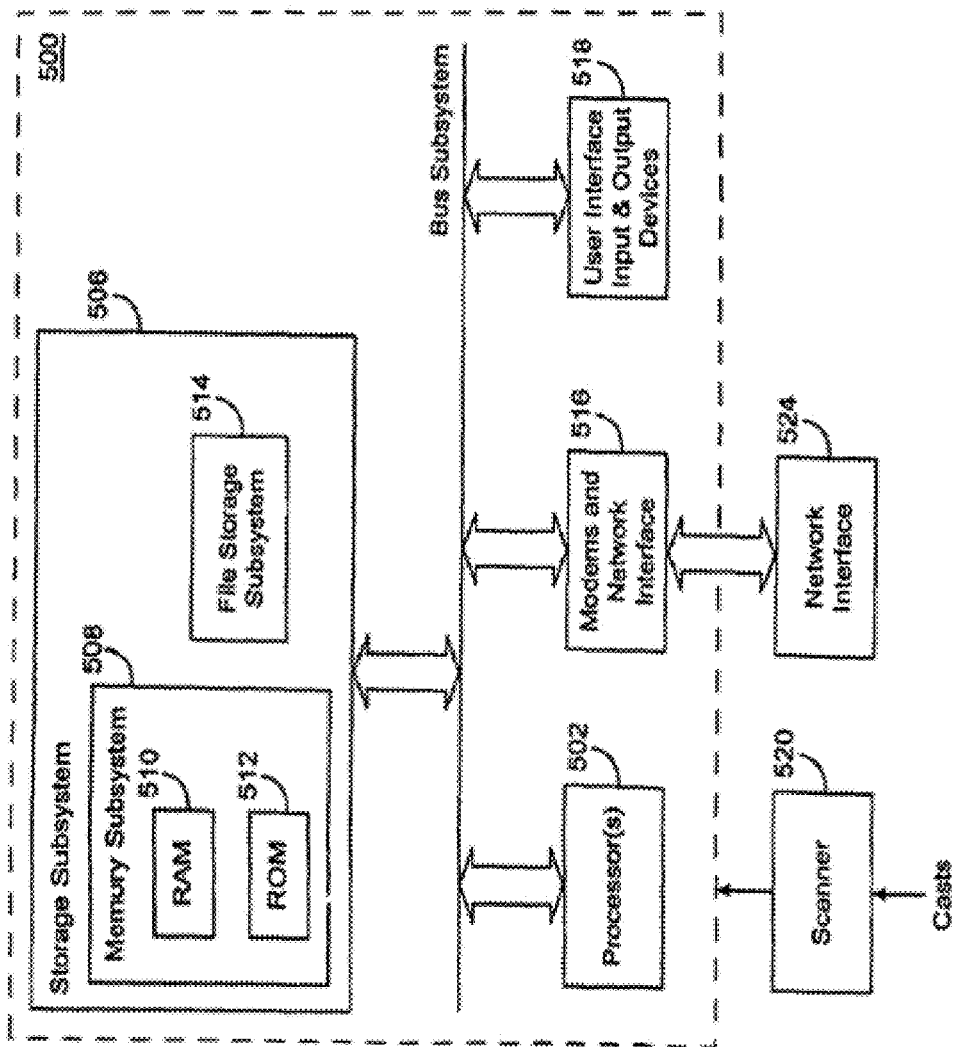 500
Storage Subsystem
506
Memory Subsystem
508
RAM
510
ROM
512
File Storage
Subsystem
514
Bus Subsystem
Processor(s)
502
Modems and
Network
Interface
516
User Interface
Input & Output
Devices
518
Scanner
520
Casts
Network
Interface
524